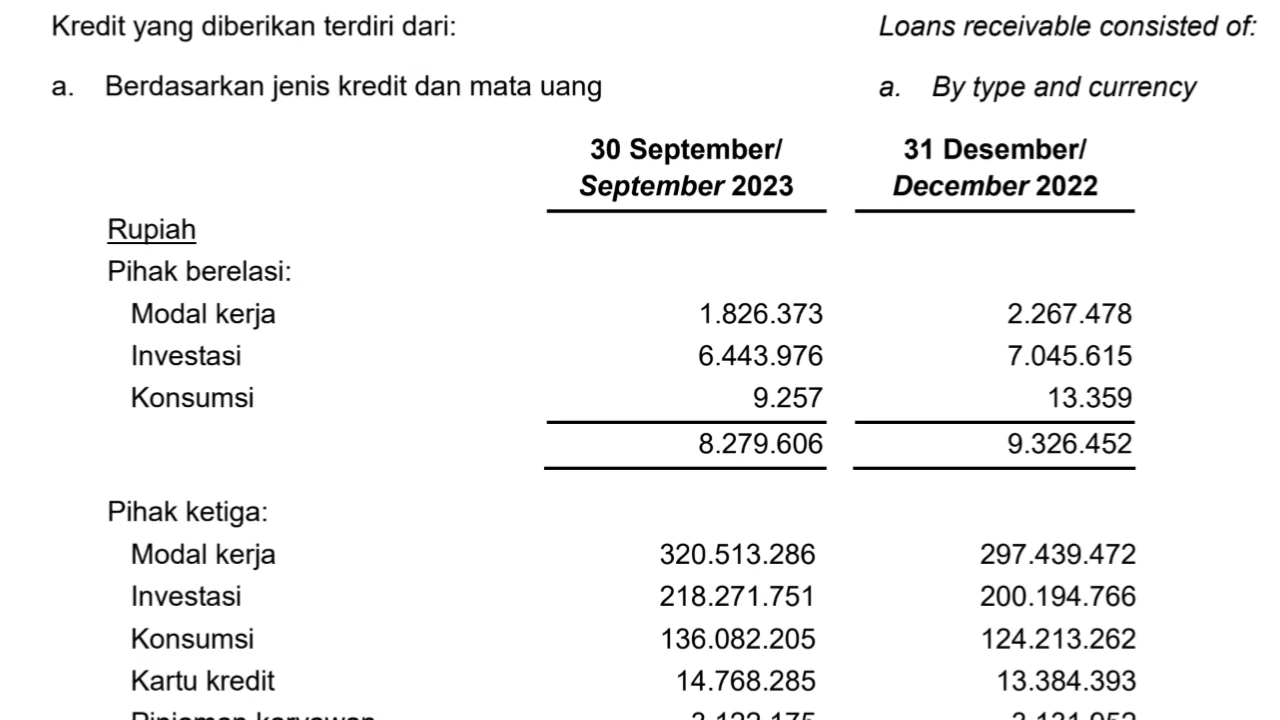 Kredit yang diberikan terdiri dari: Loans receivable consisted of:
a. Berdasarkan jenis kredit dan mata uang a. By type and currency
30 September/ 31 Desember/
September 2023 December 2022
Rupiah
Pihak berelasi:
Modal kerja 1.826.373 2.267.478
Investasi 6.443.976 7.045.615
Konsumsi 9.257 13.359
8.279.606 9.326.452
Pihak ketiga:
Modal kerja 320.513.286 297.439.472
Investasi 218.271.751 200.194.766
Konsumsi 136.082.205 124.213.262
Kartu kredit 14.768.285 13.384.393
Pinjaman karyawan